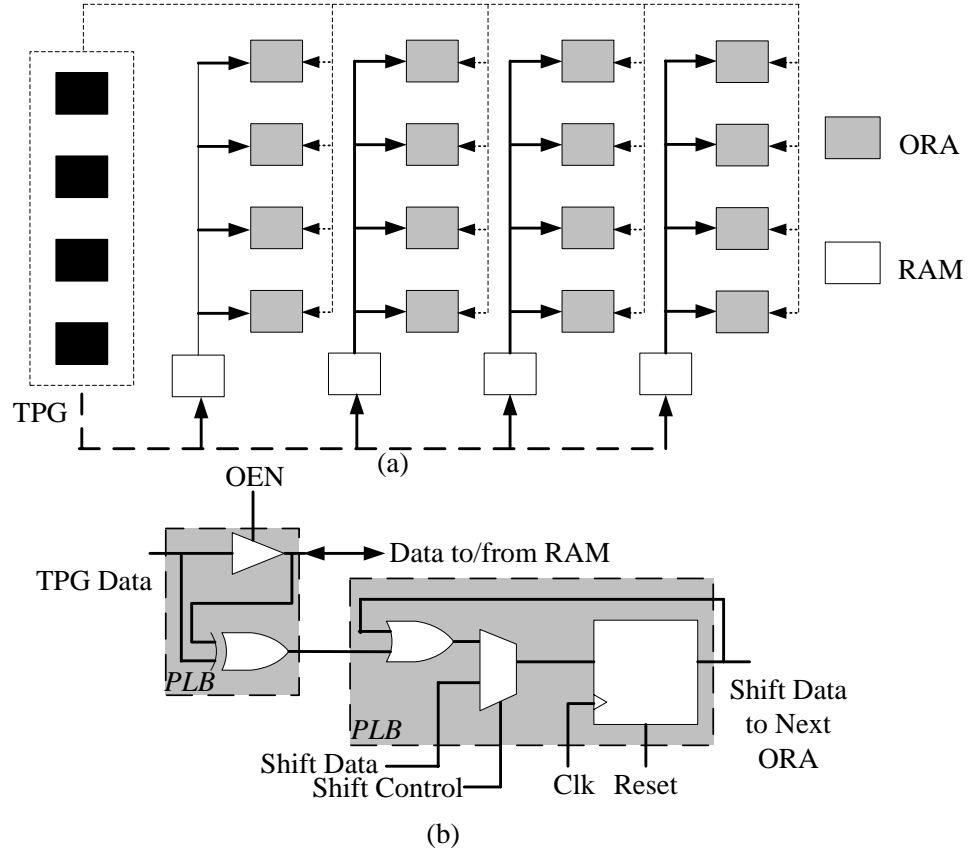 ORA
RAM
TPG
(a)
OEN
TPG Data
Data to/from RAM
PLB
PLB
Shift Data
to Next
ORA
Shift Data
Shift Control
Clk
Reset
(b)